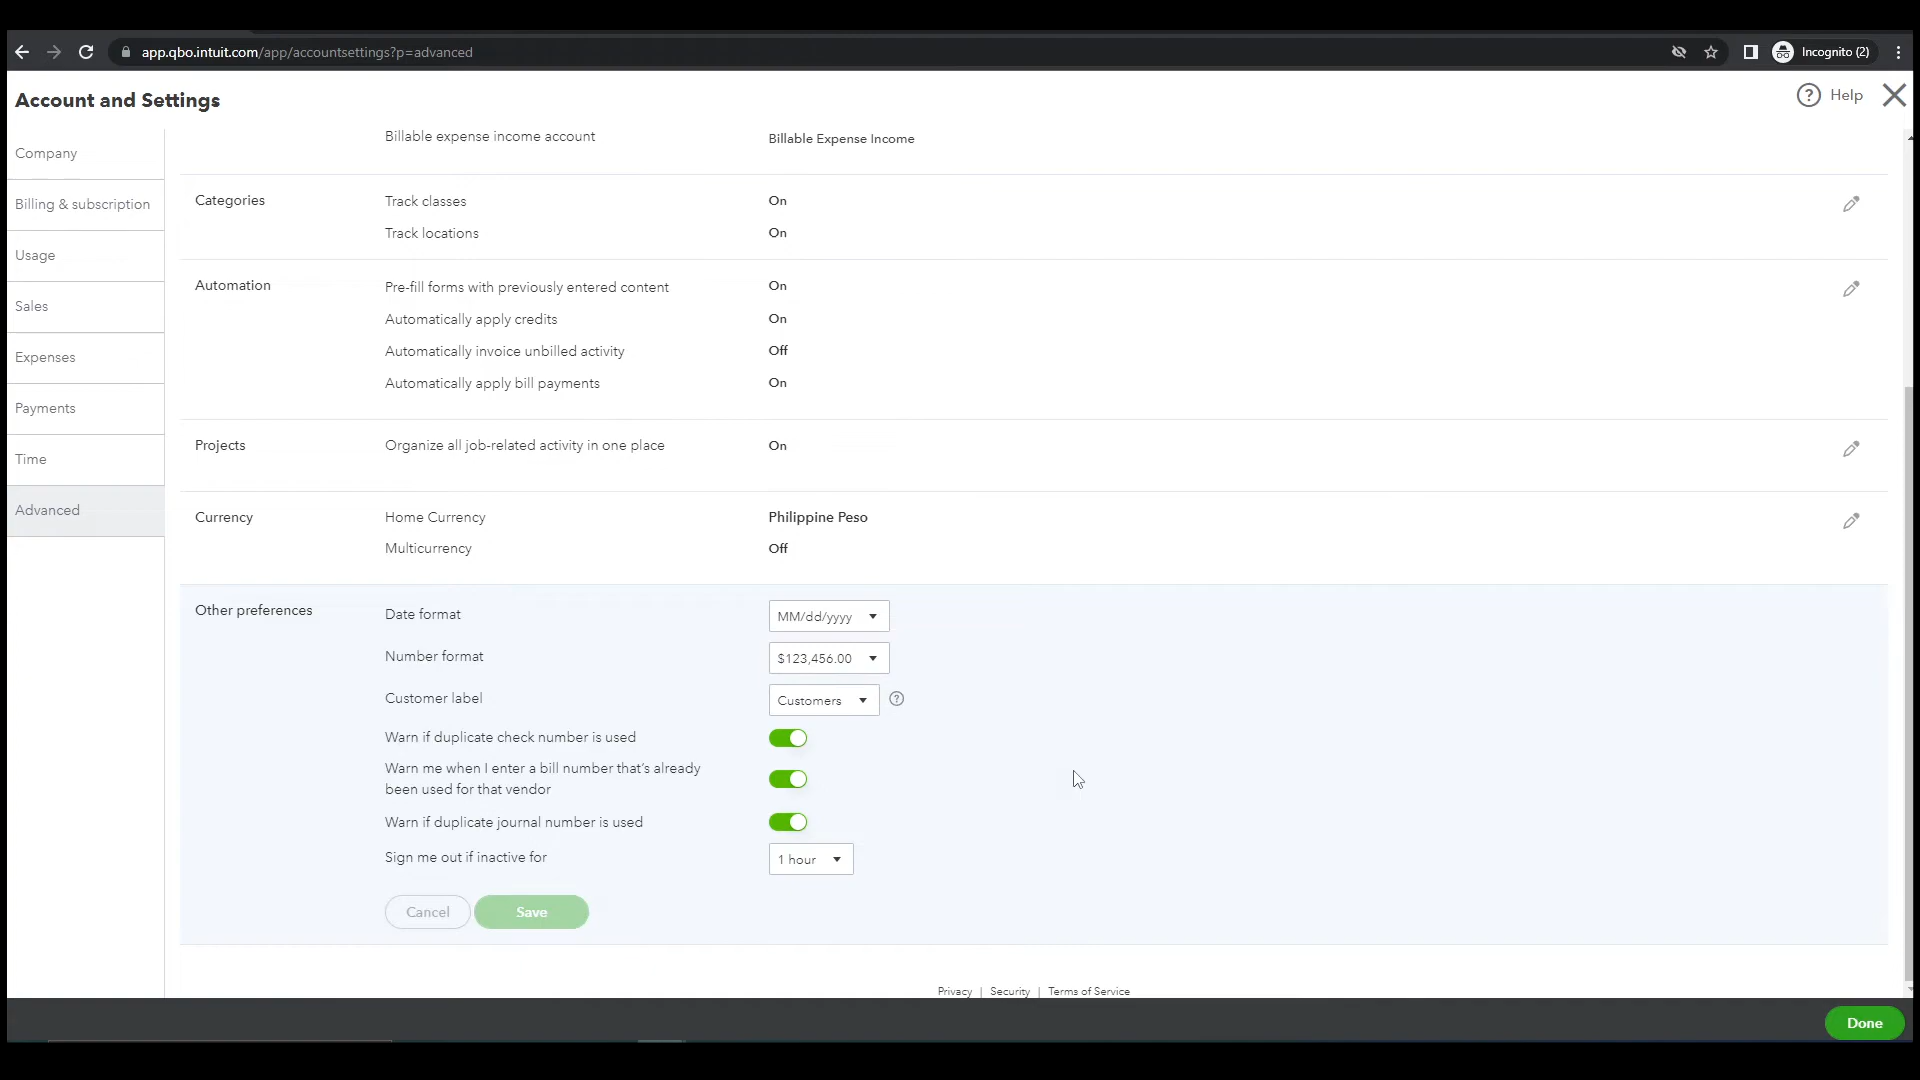 app.qbo.intuit.com/app/accountsettings?p=advanced
Incognito (2)
Account and Settings
? Help
Company
Billing & subscription
Usage
Sales
Expenses
Payments
Time
Advanced
Billable expense income account Billable Expense Income
Categories Track classes On
Track locations On
Automation Pre-fill forms with previously entered content On
Automatically apply credits On
Automatically invoice unbilled activity Off
Automatically apply bill payments On
Projects Organize all job-related activity in one place On
Currency Home Currency Philippine Peso
Multicurrency Off
Other preferences Date format MM/dd/yyyy
Number format $123,456.00
Customer label Customers ?
Warn if duplicate check number is used
Warn me when I enter a bill number that's already
been used for that vendor
Warn if duplicate journal number is used
Sign me out if inactive for 1 hour
Cancel Save
Privacy | Security | Terms of Service
Done